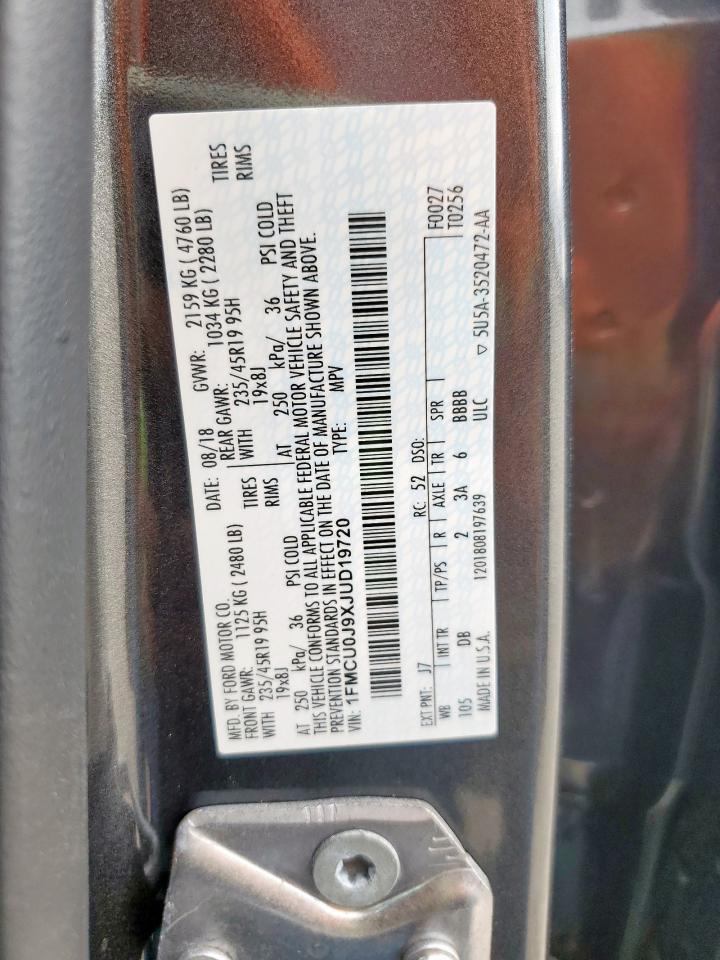 MFD. BY FORD MOTOR CO.
DATE: 08/18 GVWR: 2159 KG ( 4760 LB)
FRONT GAWR: 1125 KG ( 2480 LB) REAR GAWR: 1034 KG ( 2280 LB)
WITH 235/45R19 95H TIRES WITH 235/45R19 95H TIRES
19x8J RIMS 19x8J RIMS
AT 250 kPa/ 36 PSI COLD AT 250 kPa/ 36 PSI COLD
THIS VEHICLE CONFORMS TO ALL APPLICABLE FEDERAL MOTOR VEHICLE SAFETY AND THEFT
PREVENTION STANDARDS IN EFFECT ON THE DATE OF MANUFACTURE SHOWN ABOVE.
VIN: 1FMCU0J9XJUD19720 TYPE: MPV
EXT PNT: J7 RC: 52 DSO: F0027
WB INT TR TP/PS R AXLE TR SPR T0256
105 DB 2 3A 6 BBBB
MADE IN U.S.A. 1201808197639 ULC ▽ 5U5A-3520472-AA